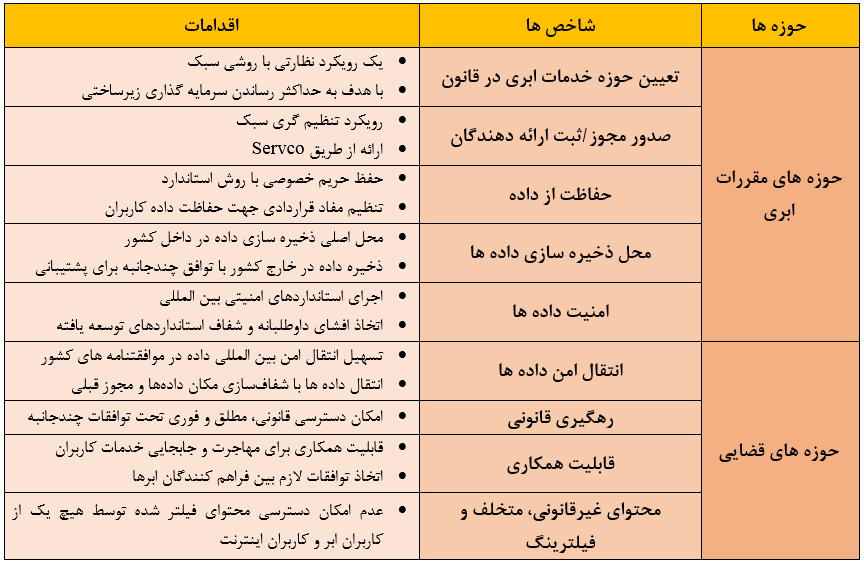 حوزه ها
شاخص ها
اقدامات
حوزه های مقررات
ابری
تعیین حوزه خدمات ابری در قانون
• یک رویکرد نظارتی با روشی سبک
• با هدف به حداکثر رساندن سرمایه گذاری زیرساختی
صدور مجوز/ثبت ارائه دهندگان
• رویکرد تنظیم گری سبک
• ارائه از طریق Servco
حفاظت از داده
• حفظ حریم خصوصی با روش استاندارد
• تنظیم مفاد قراردادی جهت حفاظت داده کاربران
محل ذخیره سازی داده ها
• محل اصلی ذخیره سازی داده در داخل کشور
• ذخیره داده در خارج کشور با توافق چندجانبه برای پشتیبانی
امنیت داده ها
• اجرای استانداردهای امنیتی بین المللی
• اتخاذ افشای داوطلبانه و شفاف استانداردهای توسعه یافته
حوزه های قضایی
انتقال امن داده ها
• تسهیل انتقال امن بین المللی داده در موافقتنامه های کشور
• انتقال داده ها با شفاف‌سازی مکان داده‌ها و مجوز قبلی
رهگیری قانونی
• امکان دسترسی قانونی، مطلق و فوری تحت توافقات چندجانبه
قابلیت همکاری
• قابلیت همکاری برای مهاجرت و جابجایی خدمات کاربران
• اتخاذ توافقات لازم بین فراهم کنندگان ابرها
محتوای غیرقانونی، متخلف و
فیلترینگ
• عدم امکان دسترسی محتوای فیلتر شده توسط هیچ یک از
کاربران ابر و کاربران اینترنت